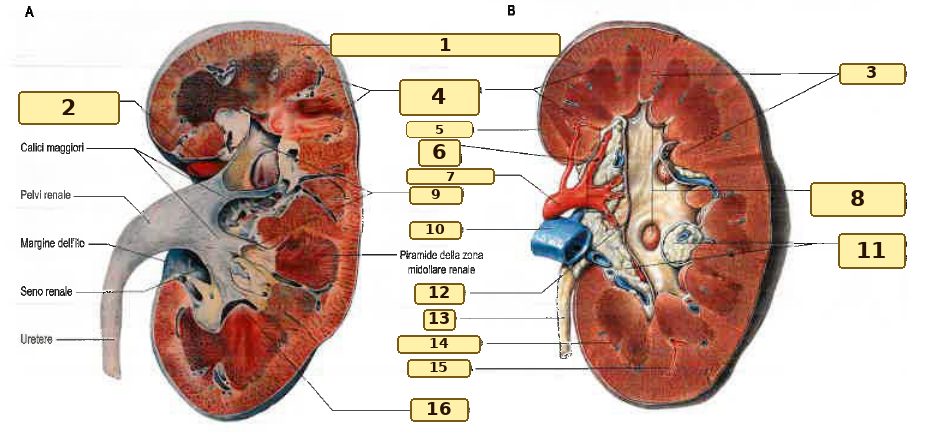 A
B
1
2
3
4
5
Calici maggiori
6
7
Pelvi renale
8
9
10
Margine dell'ilo
11
Piramide della zona
midollare renale
Seno renale
12
13
Uretere
14
15
16